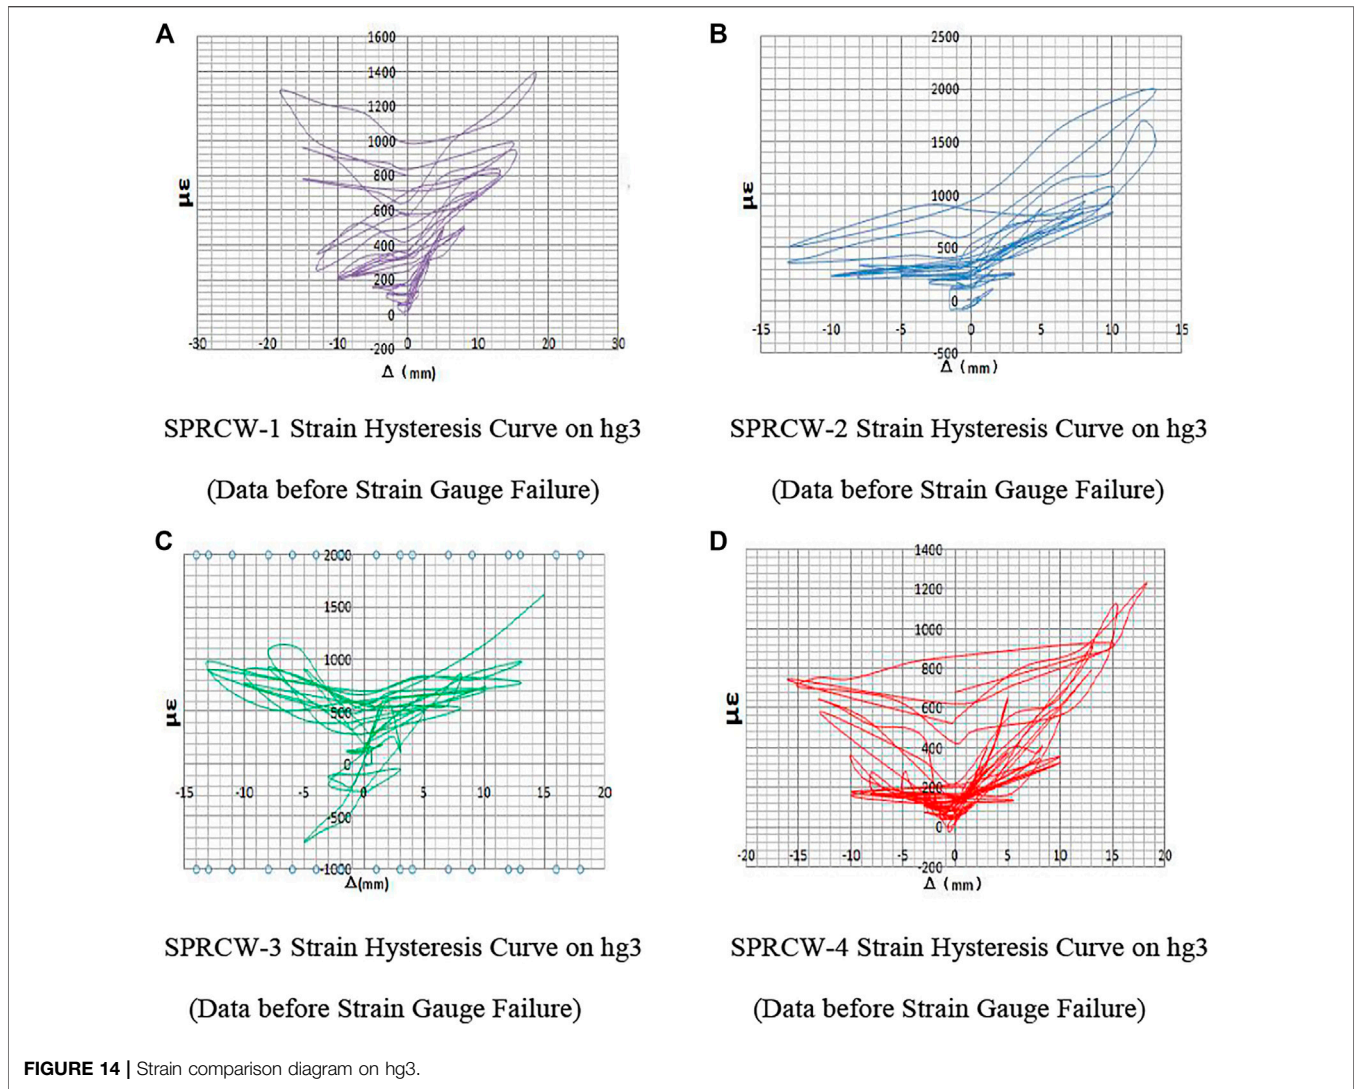 A
1600
1400
1200
1000
800
600
400
200
0
-200
-30 -20 -10 0 10 20 30
με
Δ (mm)
SPRCW-1 Strain Hysteresis Curve on hg3
(Data before Strain Gauge Failure)
B
2500
2000
1500
1000
500
0
-500
-15 -10 -5 0 5 10 15
με
Δ (mm)
SPRCW-2 Strain Hysteresis Curve on hg3
(Data before Strain Gauge Failure)
C
2000
1500
1000
500
0
-500
-1000
-15 -10 -5 0 5 10 15 20
με
Δ(mm)
SPRCW-3 Strain Hysteresis Curve on hg3
(Data before Strain Gauge Failure)
D
1400
1200
1000
800
600
400
200
0
-200
-20 -15 -10 -5 0 5 10 15 20
με
Δ (mm)
SPRCW-4 Strain Hysteresis Curve on hg3
(Data before Strain Gauge Failure)
FIGURE 14 | Strain comparison diagram on hg3.